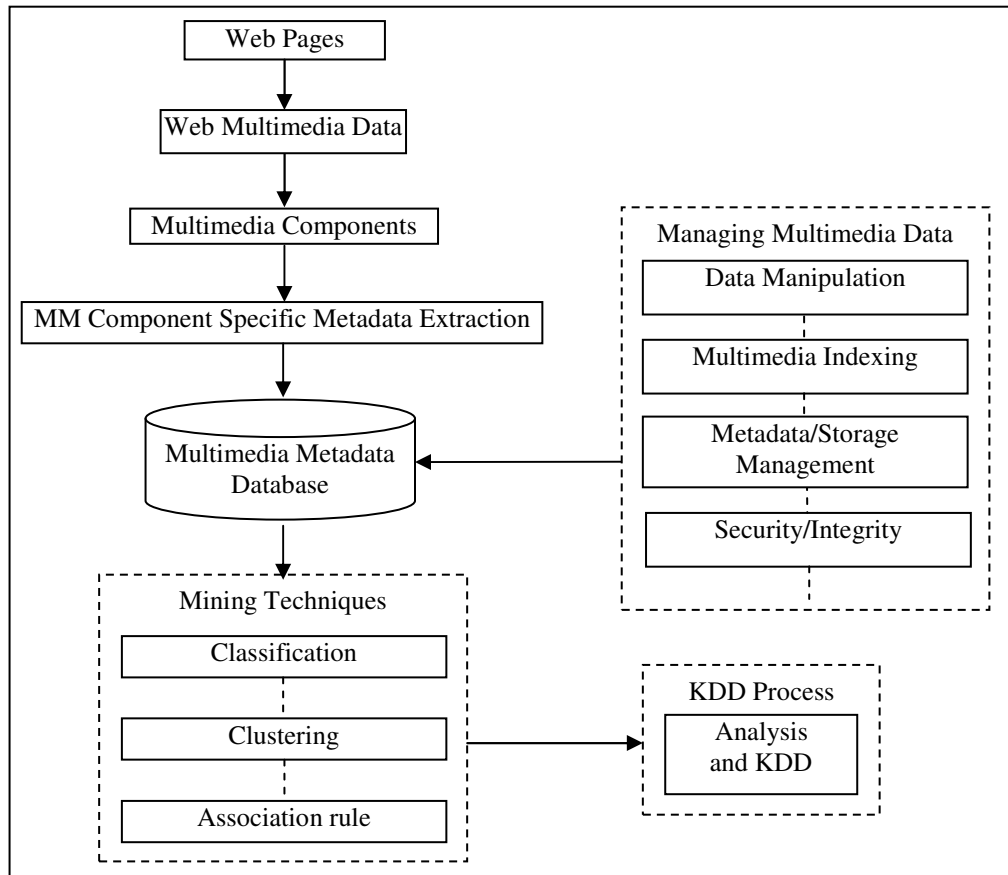 Web Pages
Web Multimedia Data
Multimedia Components
MM Component Specific Metadata Extraction
Multimedia Metadata
Database
Managing Multimedia Data
Data Manipulation
Multimedia Indexing
Metadata/Storage
Management
Security/Integrity
Mining Techniques
Classification
Clustering
Association rule
KDD Process
Analysis
and KDD